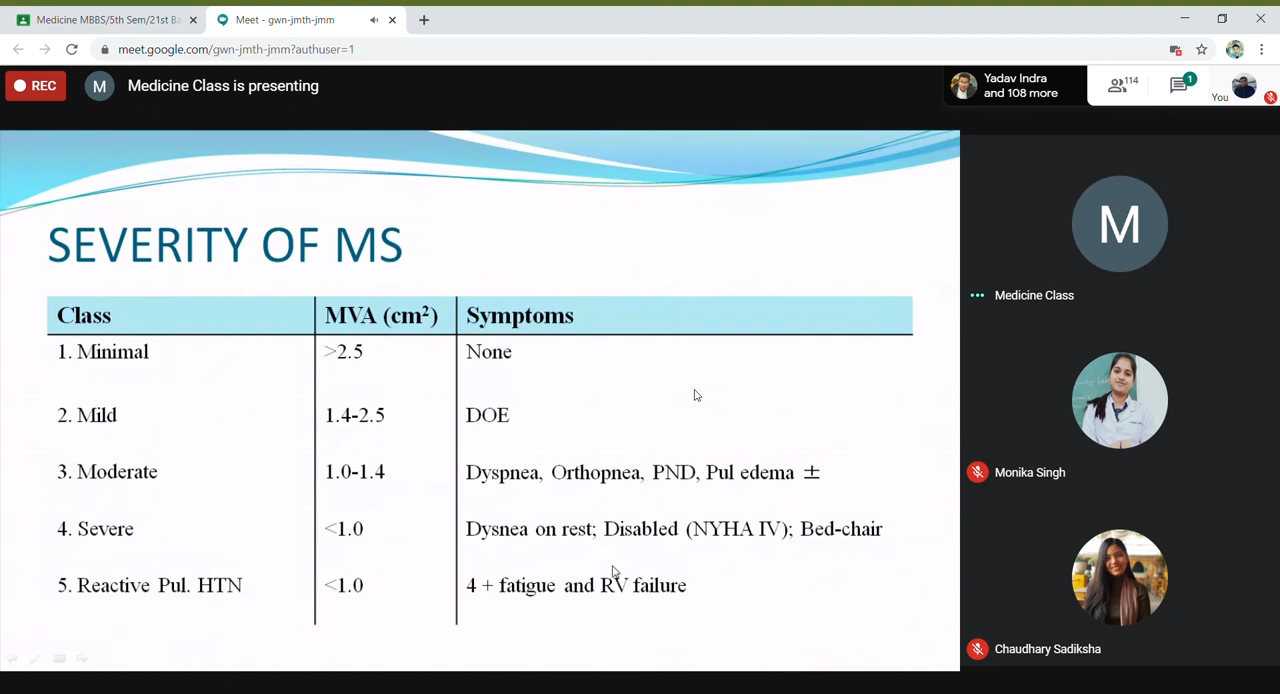 Medicine MBBS/5th Sem/21st Ba
Meet - gwn-jmth-jmm
meet.google.com/gwn-jmth-jmm?authuser=1
REC
M
Medicine Class is presenting
Yadav Indra
and 108 more
114
1
You
SEVERITY OF MS
Class MVA (cm²) Symptoms
1. Minimal >2.5 None
2. Mild 1.4-2.5 DOE
3. Moderate 1.0-1.4 Dyspnea, Orthopnea, PND, Pul edema ±
4. Severe <1.0 Dysnea on rest; Disabled (NYHA IV); Bed-chair
5. Reactive Pul. HTN <1.0 4 + fatigue and RV failure
M
Medicine Class
Monika Singh
Chaudhary Sadiksha